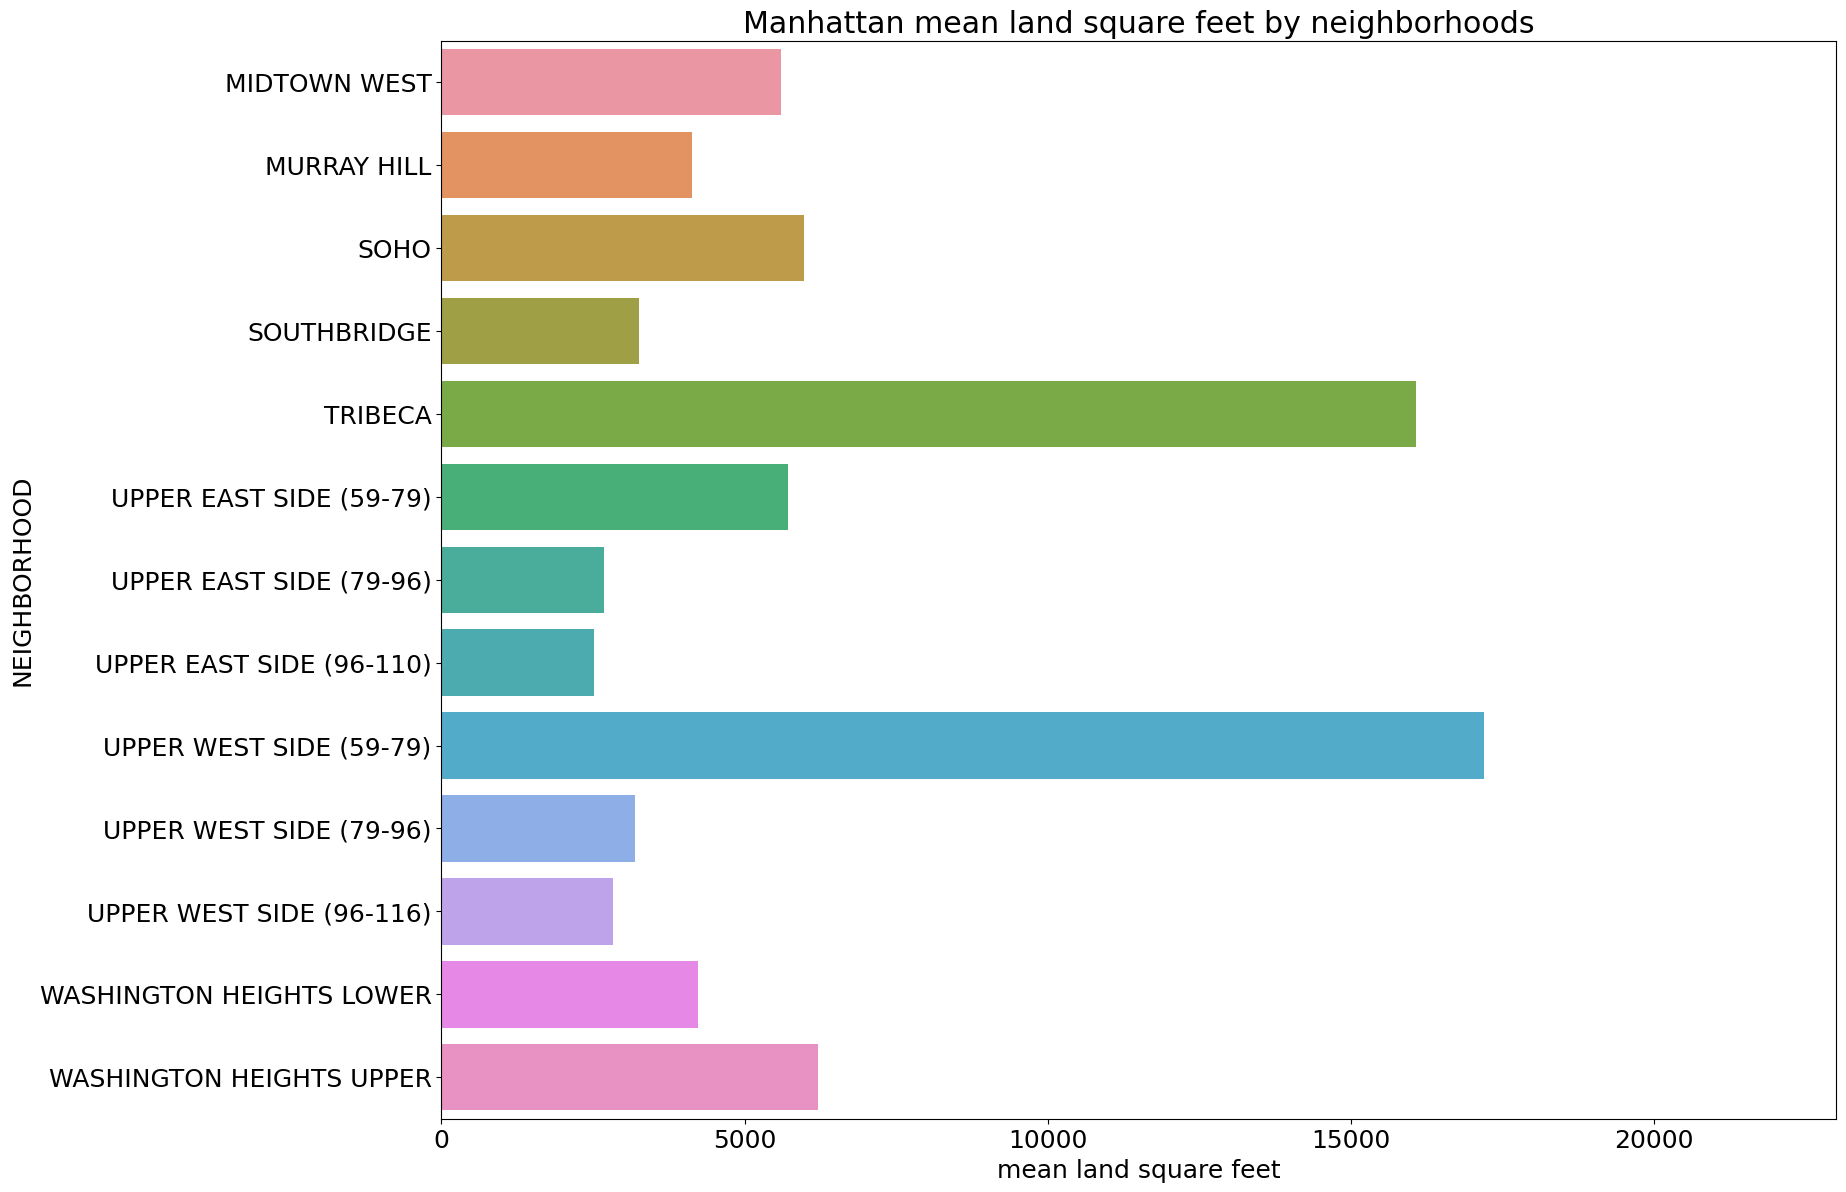 Manhattan mean land square feet by neighborhoods
NEIGHBORHOOD
MIDTOWN WEST
MURRAY HILL
SOHO
SOUTHBRIDGE
TRIBECA
UPPER EAST SIDE (59-79)
UPPER EAST SIDE (79-96)
UPPER EAST SIDE (96-110)
UPPER WEST SIDE (59-79)
UPPER WEST SIDE (79-96)
UPPER WEST SIDE (96-116)
WASHINGTON HEIGHTS LOWER
WASHINGTON HEIGHTS UPPER
0 5000 10000 15000 20000
mean land square feet